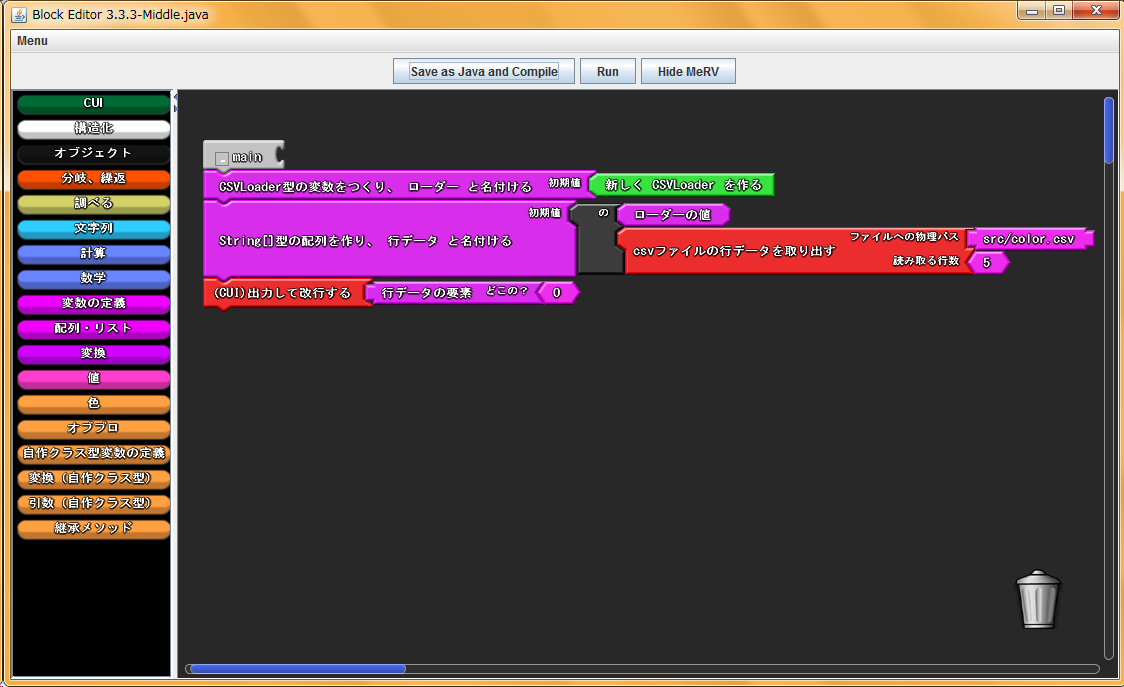 Block Editor 3.3.3-Middle.java
Menu
Save as Java and Compile
Run
Hide MeRV
CUI
構造化
オブジェクト
分岐、繰返
調べる
文字列
計算
数学
変数の定義
配列・リスト
変換
値
色
オブプロ
自作クラス型変数の定義
変換（自作クラス型）
引数（自作クラス型）
継承メソッド
main
CSVLoader型の変数をつくり、 ローダー と名付ける 初期値 新しく CSVLoader を作る
String[]型の配列を作り、 行データ と名付ける 初期値 の ローダーの値
csvファイルの行データを取り出す ファイルへの物理パス src/color.csv
読み取る行数 5
(CUI)出力して改行する 行データの要素 どこの？ 0